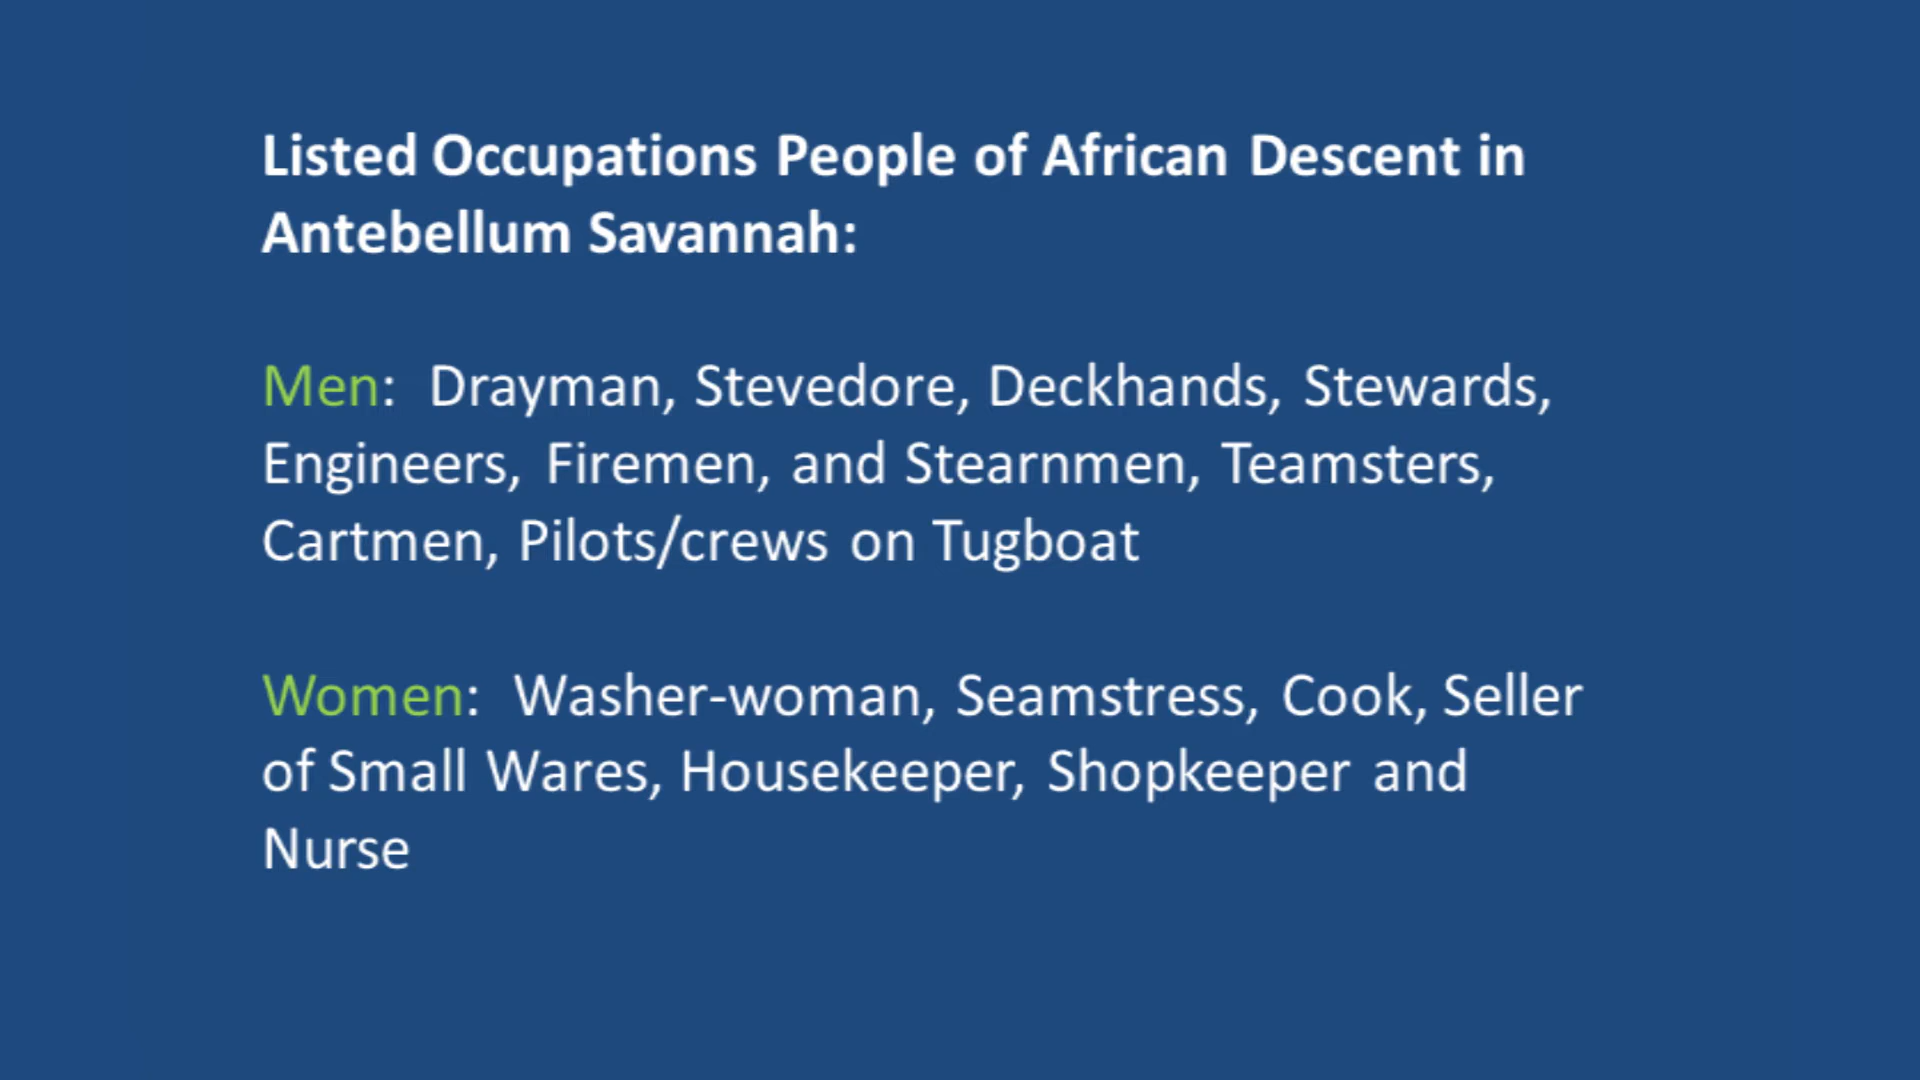 Listed Occupations People of African Descent in
Antebellum Savannah:
Men: Drayman, Stevedore, Deckhands, Stewards,
Engineers, Firemen, and Stearnmen, Teamsters,
Cartmen, Pilots/crews on Tugboat
Women: Washer-woman, Seamstress, Cook, Seller
of Small Wares, Housekeeper, Shopkeeper and
Nurse